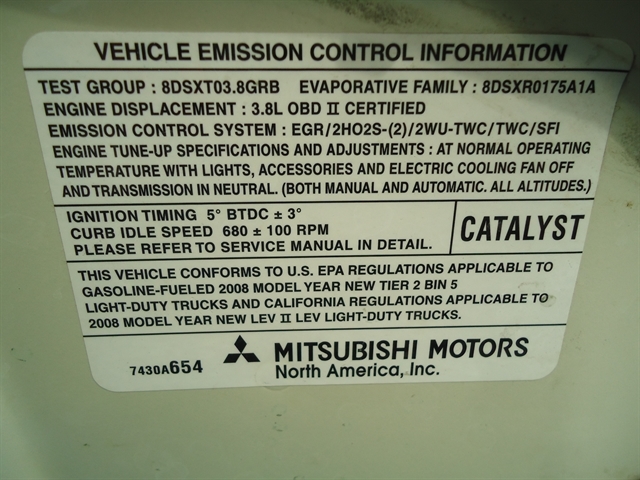 VEHICLE EMISSION CONTROL INFORMATION
TEST GROUP : 8DSXT03.8GRB EVAPORATIVE FAMILY : 8DSXR0175A1A
ENGINE DISPLACEMENT : 3.8L OBD II CERTIFIED
EMISSION CONTROL SYSTEM : EGR/2HO2S-(2)/2WU-TWC/TWC/SFI
ENGINE TUNE-UP SPECIFICATIONS AND ADJUSTMENTS : AT NORMAL OPERATING
TEMPERATURE WITH LIGHTS, ACCESSORIES AND ELECTRIC COOLING FAN OFF
AND TRANSMISSION IN NEUTRAL. (BOTH MANUAL AND AUTOMATIC. ALL ALTITUDES.)
IGNITION TIMING 5° BTDC ± 3°
CURB IDLE SPEED 680 ± 100 RPM
PLEASE REFER TO SERVICE MANUAL IN DETAIL.
CATALYST
THIS VEHICLE CONFORMS TO U.S. EPA REGULATIONS APPLICABLE TO
GASOLINE-FUELED 2008 MODEL YEAR NEW TIER 2 BIN 5
LIGHT-DUTY TRUCKS AND CALIFORNIA REGULATIONS APPLICABLE TO
2008 MODEL YEAR NEW LEV II LEV LIGHT-DUTY TRUCKS.
7430A654 MITSUBISHI MOTORS
North America, Inc.